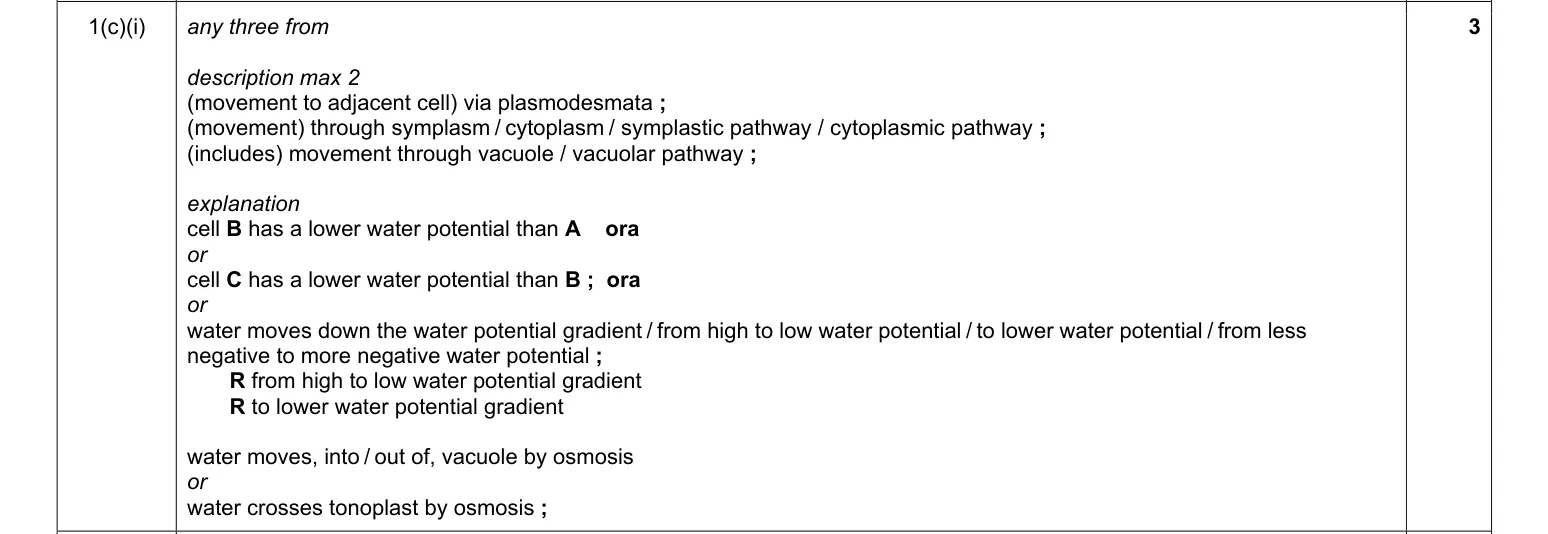 1(c)(i) any three from 3
description max 2
(movement to adjacent cell) via plasmodesmata ;
(movement) through symplasm / cytoplasm / symplastic pathway / cytoplasmic pathway ;
(includes) movement through vacuole / vacuolar pathway ;
explanation
cell B has a lower water potential than A ora
or
cell C has a lower water potential than B ; ora
or
water moves down the water potential gradient / from high to low water potential / to lower water potential / from less
negative to more negative water potential ;
R from high to low water potential gradient
R to lower water potential gradient
water moves, into / out of, vacuole by osmosis
or
water crosses tonoplast by osmosis ;